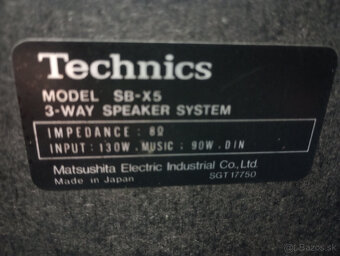 Technics
MODEL SB-X5
3-WAY SPEAKER SYSTEM
IMPEDANCE : 8Ω
INPUT : 130W, MUSIC ; 90W, DIN
Matsushita Electric Industrial Co., Ltd.
Made in Japan SGT17750
bazos.sk